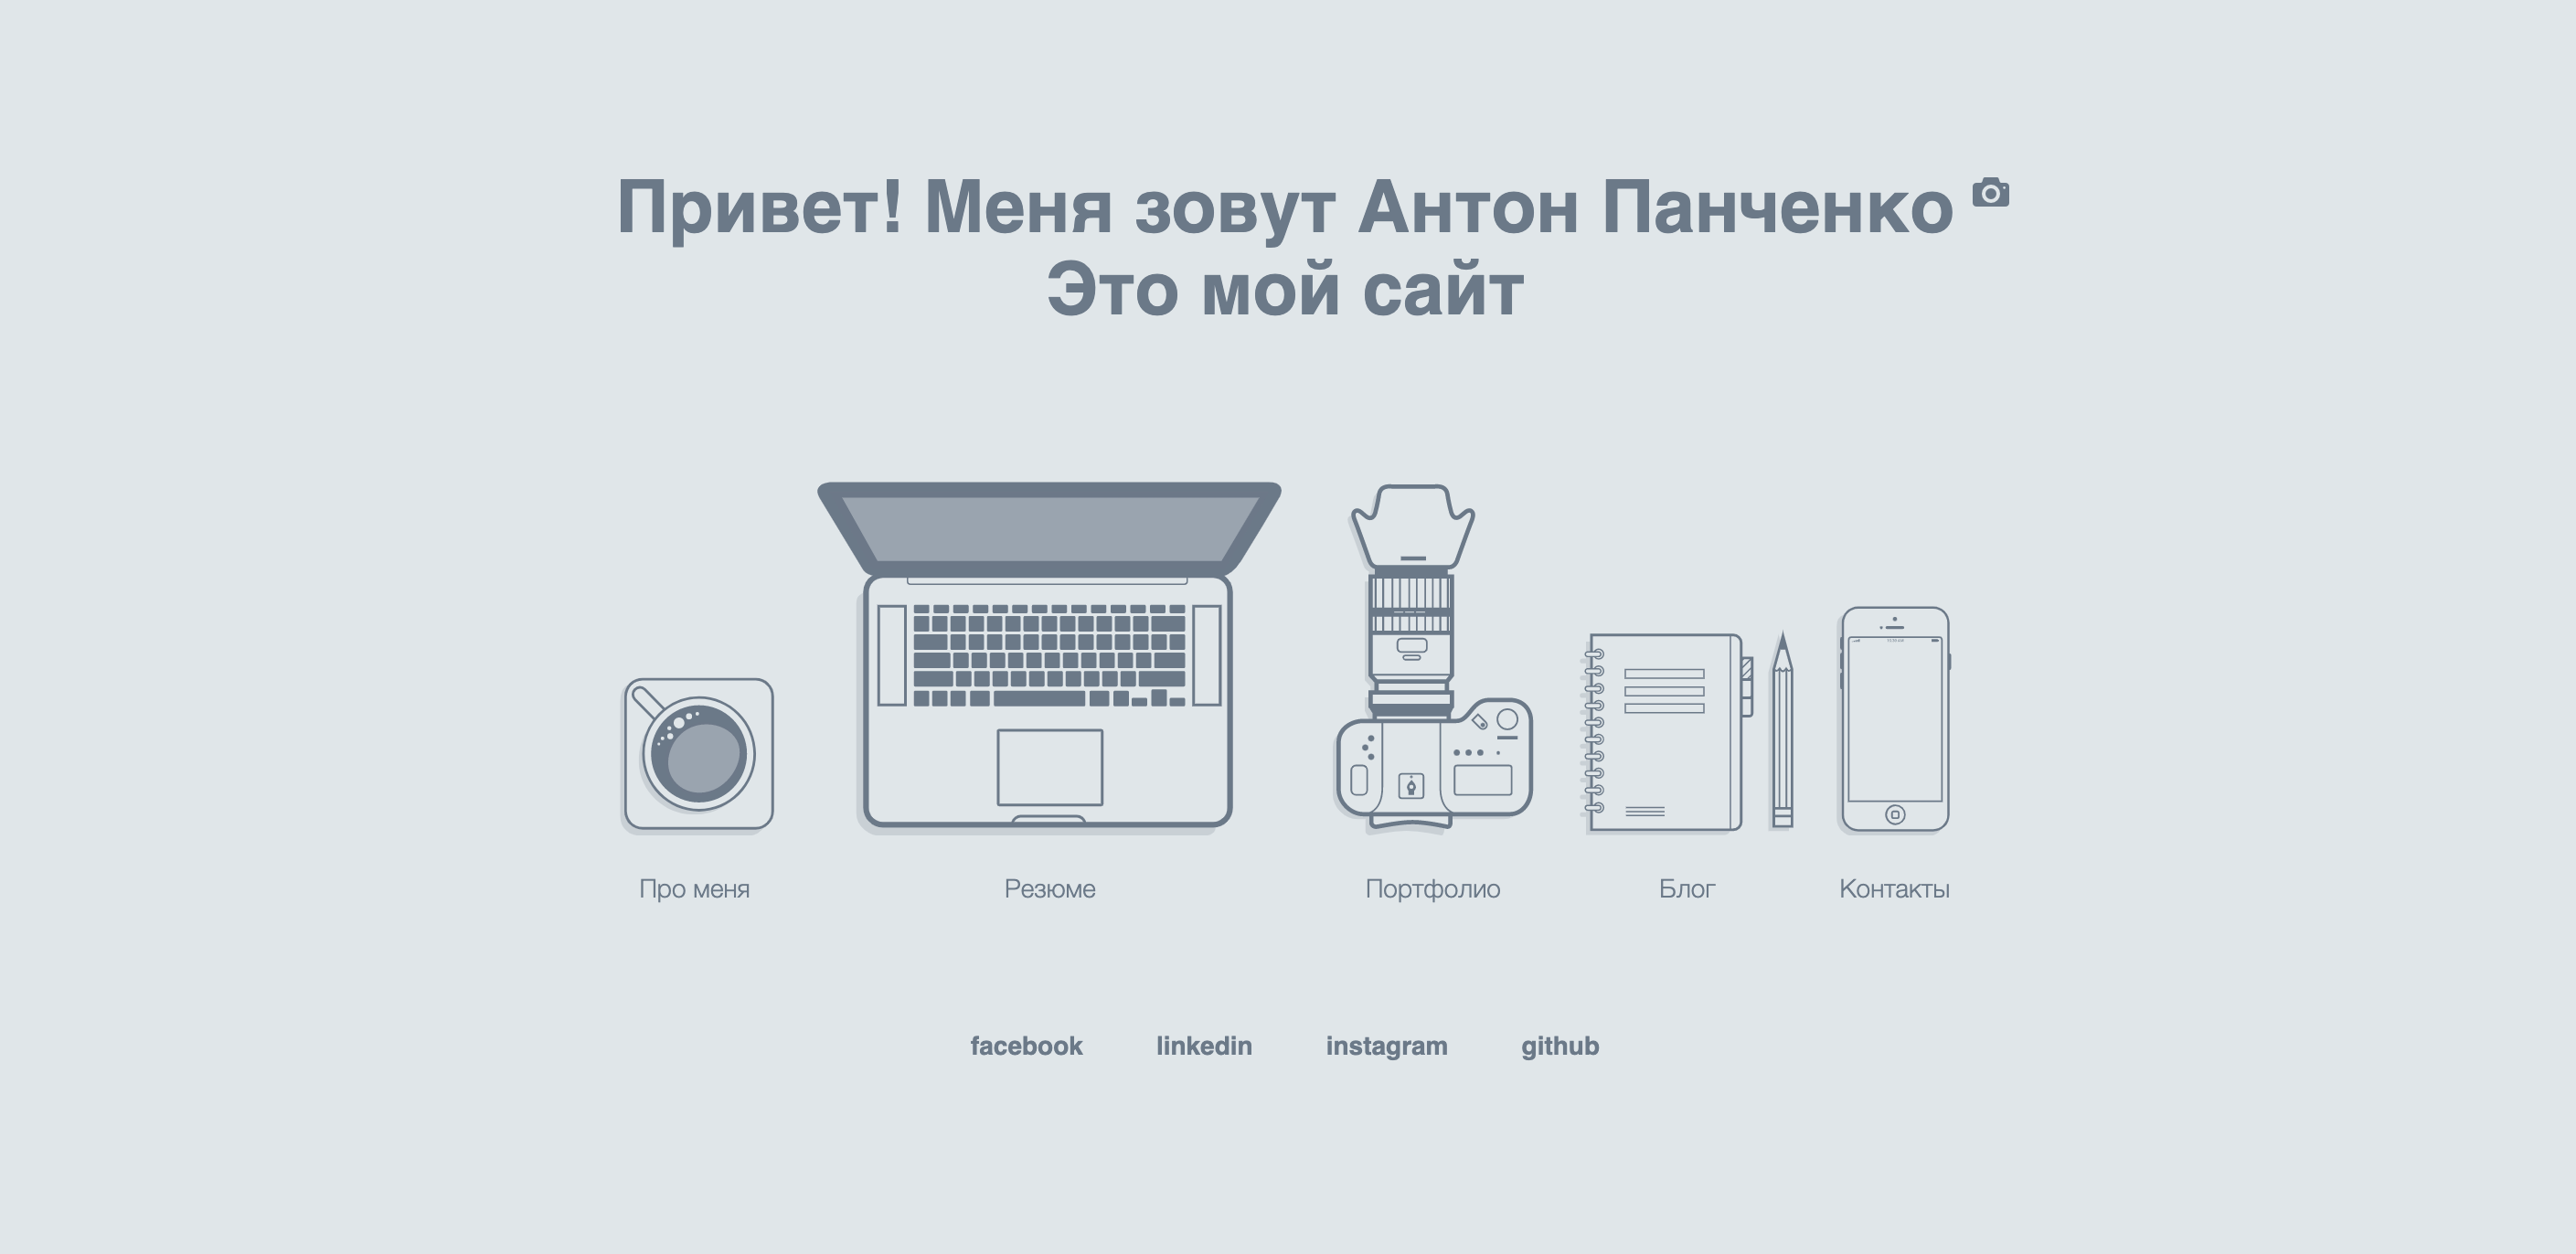 Привет! Меня зовут Антон Панченко
Это мой сайт
Про меня
Резюме
Портфолио
Блог
Контакты
facebook
linkedin
instagram
github